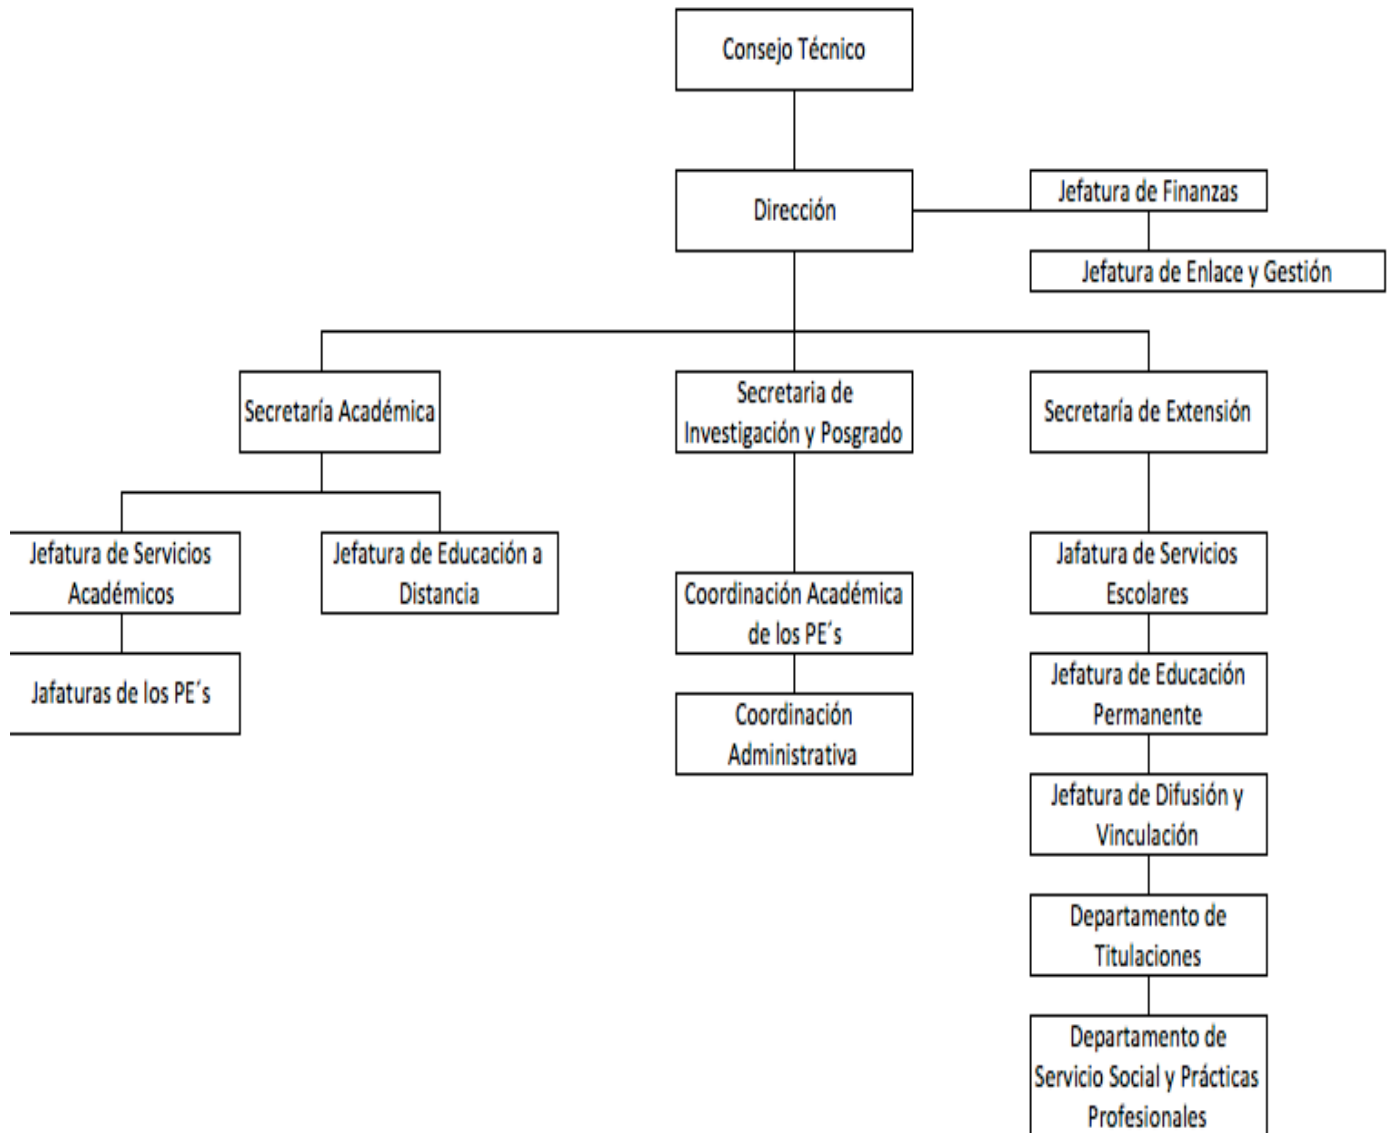 Consejo Técnico
Dirección
Jefatura de Finanzas
Jefatura de Enlace y Gestión
Secretaría Académica
Secretaria de
Investigación y Posgrado
Secretaría de Extensión
Jefatura de Servicios
Académicos
Jefatura de Educación a
Distancia
Jafaturas de los PE´s
Coordinación Académica
de los PE´s
Coordinación
Administrativa
Jafatura de Servicios
Escolares
Jefatura de Educación
Permanente
Jefatura de Difusión y
Vinculación
Departamento de
Titulaciones
Departamento de
Servicio Social y Prácticas
Profesionales